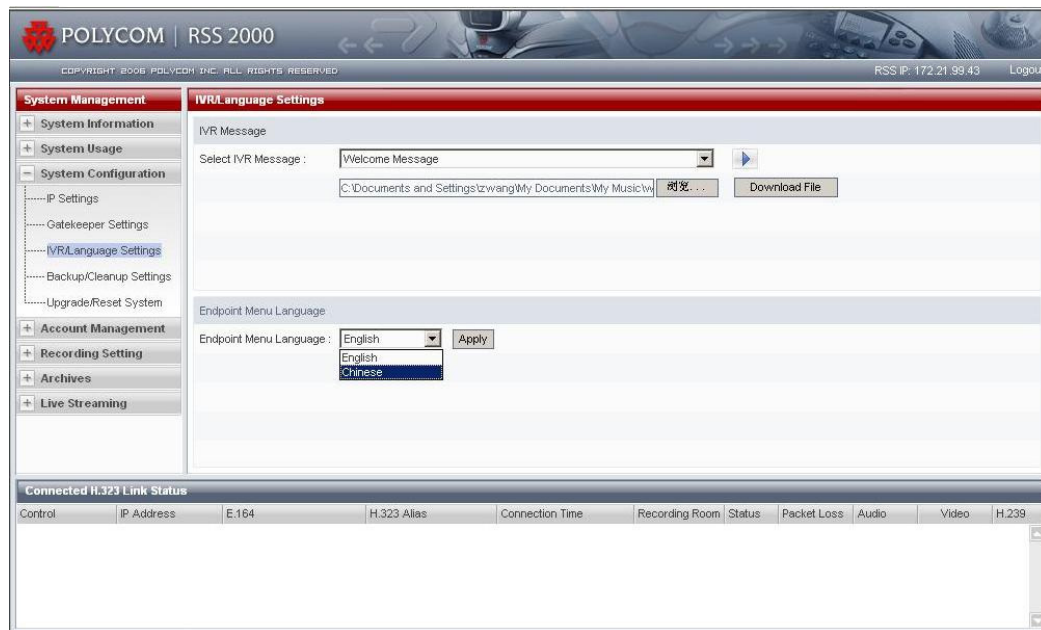 POLYCOM | RSS 2000
COPYRIGHT 2006 POLYCOM INC. ALL RIGHTS RESERVED
RSS IP: 172.21.99.43
Logou
System Management
System Information
System Usage
System Configuration
IP Settings
Gatekeeper Settings
IVR/Language Settings
Backup/Cleanup Settings
Upgrade/Reset System
Account Management
Recording Setting
Archives
Live Streaming
IVR/Language Settings
IVR Message
Select IVR Message : Welcome Message
C:\Documents and Settings\zwang\My Documents\My Music\w 浏览... Download File
Endpoint Menu Language
Endpoint Menu Language : English Apply
English
Chinese
Connected H.323 Link Status
Control IP Address E.164 H.323 Alias Connection Time Recording Room Status Packet Loss Audio Video H.239